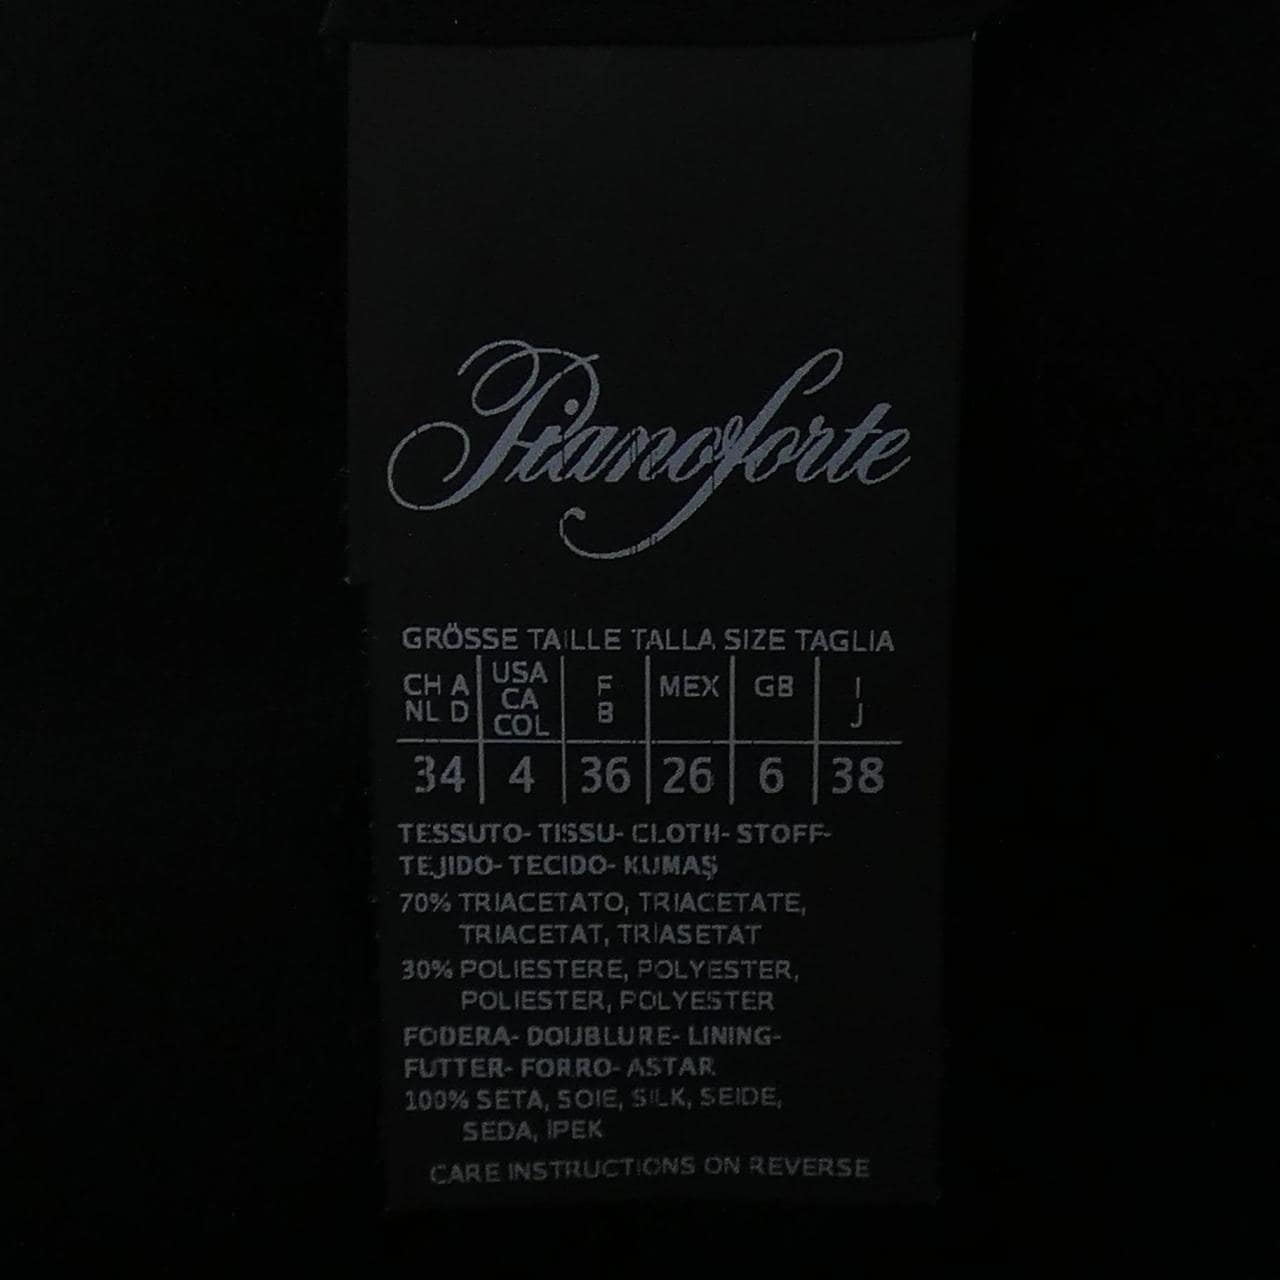 Pianoforte
GRÖSSE TAILLE TALLA SIZE TAGLIA
CH A NL D | USA CA COL | F B | MEX | GB | I J
34 | 4 | 36 | 26 | 6 | 38
TESSUTO- TISSU- CLOTH- STOFF-
TEJIDO- TECIDO- KUMAŞ
70% TRIACETATO, TRIACETATE,
TRIACETAT, TRIASETAT
30% POLIESTERE, POLYESTER,
POLIESTER, POLYESTER
FODERA- DOUBLURE- LINING-
FUTTER- FORRO- ASTAR
100% SETA, SOIE, SILK, SEIDE,
SEDA, İPEK
CARE INSTRUCTIONS ON REVERSE